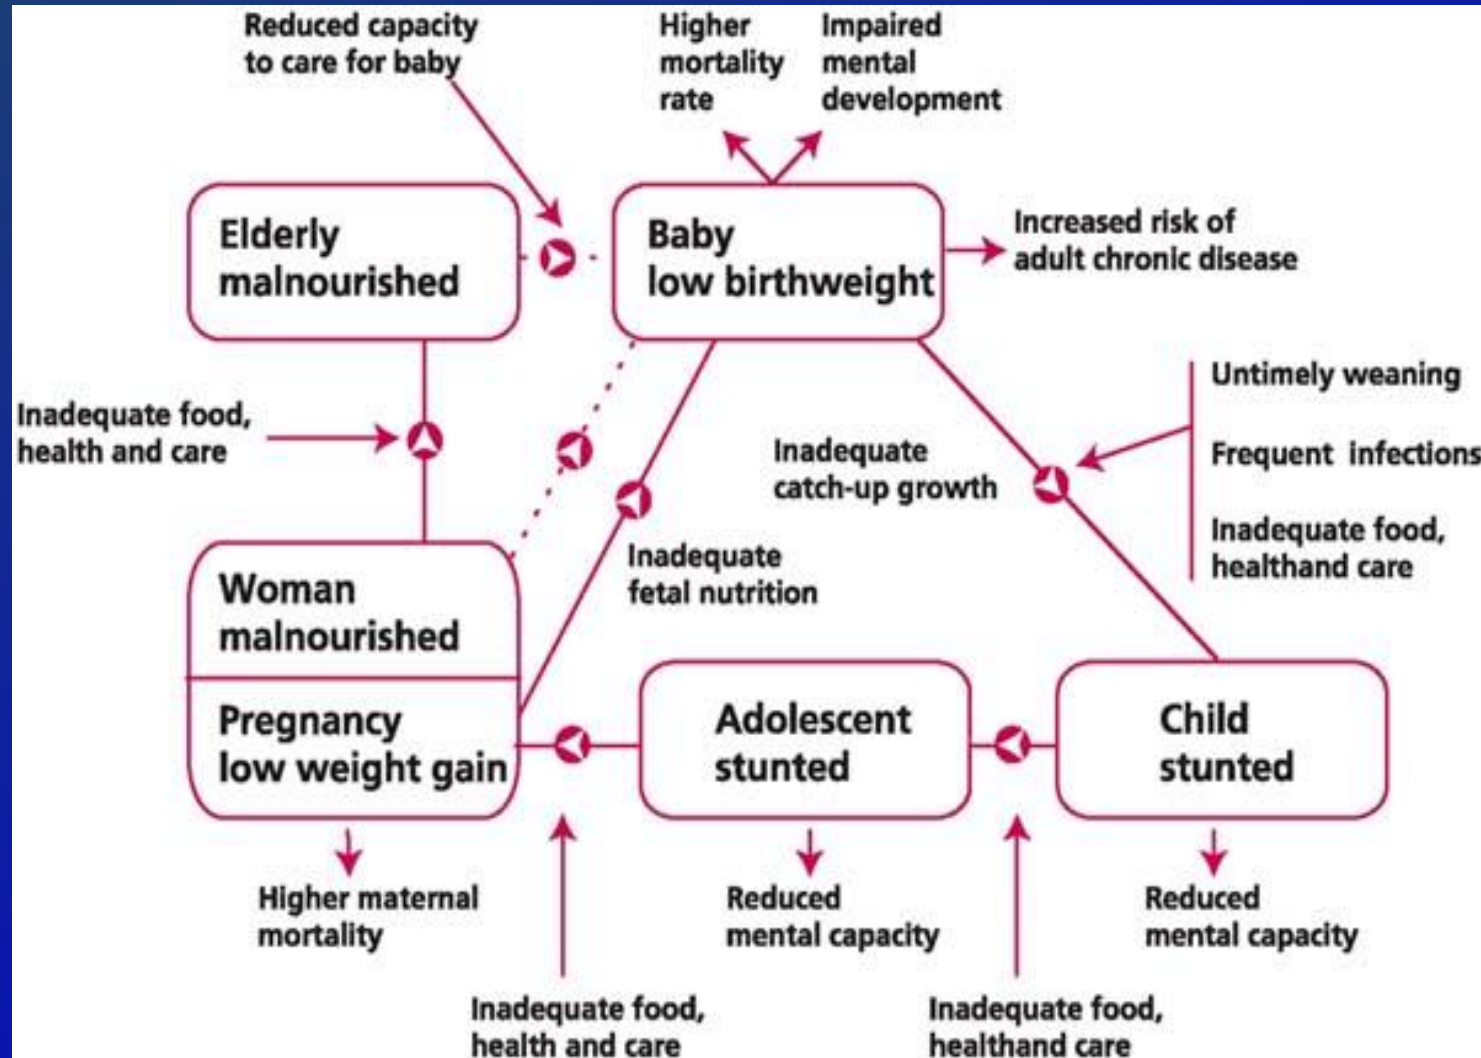 Reduced capacity
to care for baby
Higher
mortality
rate
Impaired
mental
development
Elderly
malnourished
Baby
low birthweight
Increased risk of
adult chronic disease
Inadequate food,
health and care
Untimely weaning
Frequent infections
Inadequate food,
healthand care
Inadequate
catch-up growth
Inadequate
fetal nutrition
Woman
malnourished
Pregnancy
low weight gain
Adolescent
stunted
Child
stunted
Higher maternal
mortality
Reduced
mental capacity
Reduced
mental capacity
Inadequate food,
health and care
Inadequate food,
healthand care